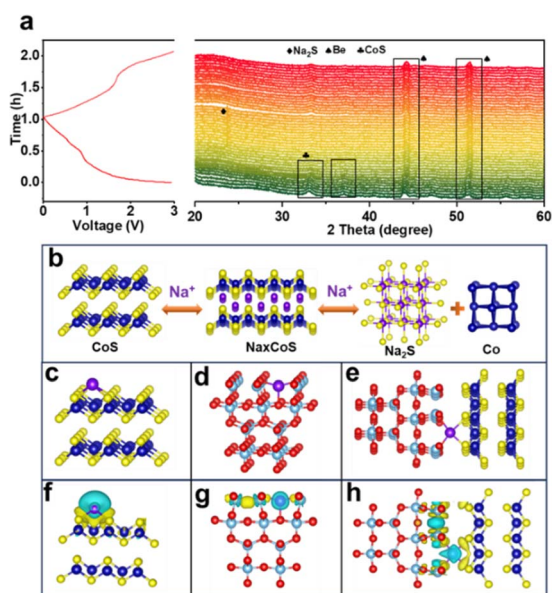 a
♦Na₂S ♠Be ♣CoS
2.0
1.5
1.0
0.5
0.0
Time (h)
0 1 2 3
Voltage (V)
20 30 40 50 60
2 Theta (degree)
b
Na⁺ Na⁺
CoS NaxCoS Na₂S Co
c d e
f g h